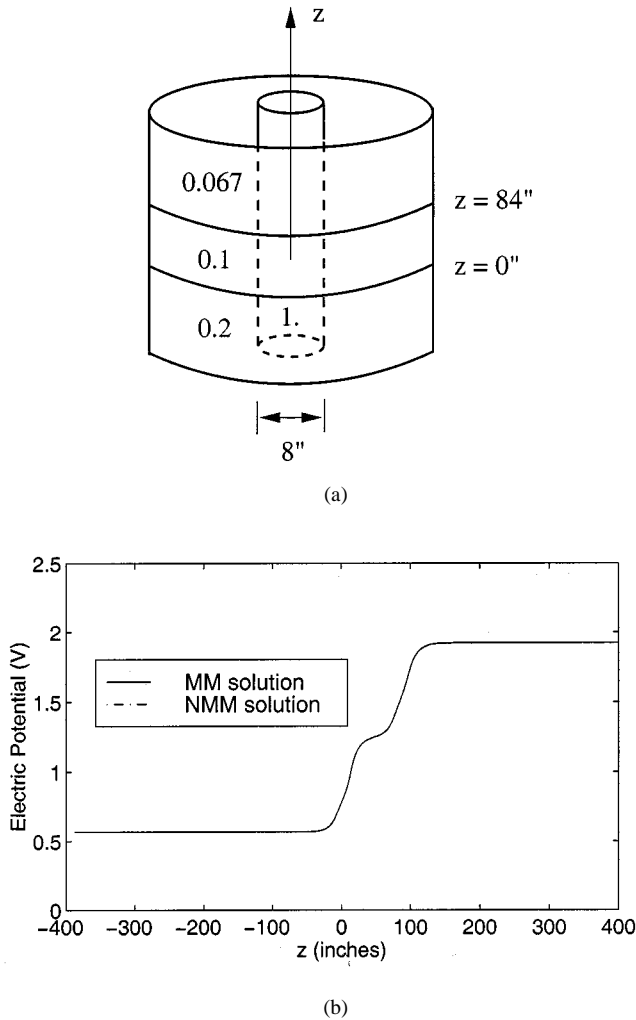 z
0.067
z = 84"
0.1
z = 0"
0.2
1.
8"
(a)
2.5
2
1.5
1
0.5
0
Electric Potential (V)
MM solution
NMM solution
−400 −300 −200 −100 0 100 200 300 400
z (inches)
(b)